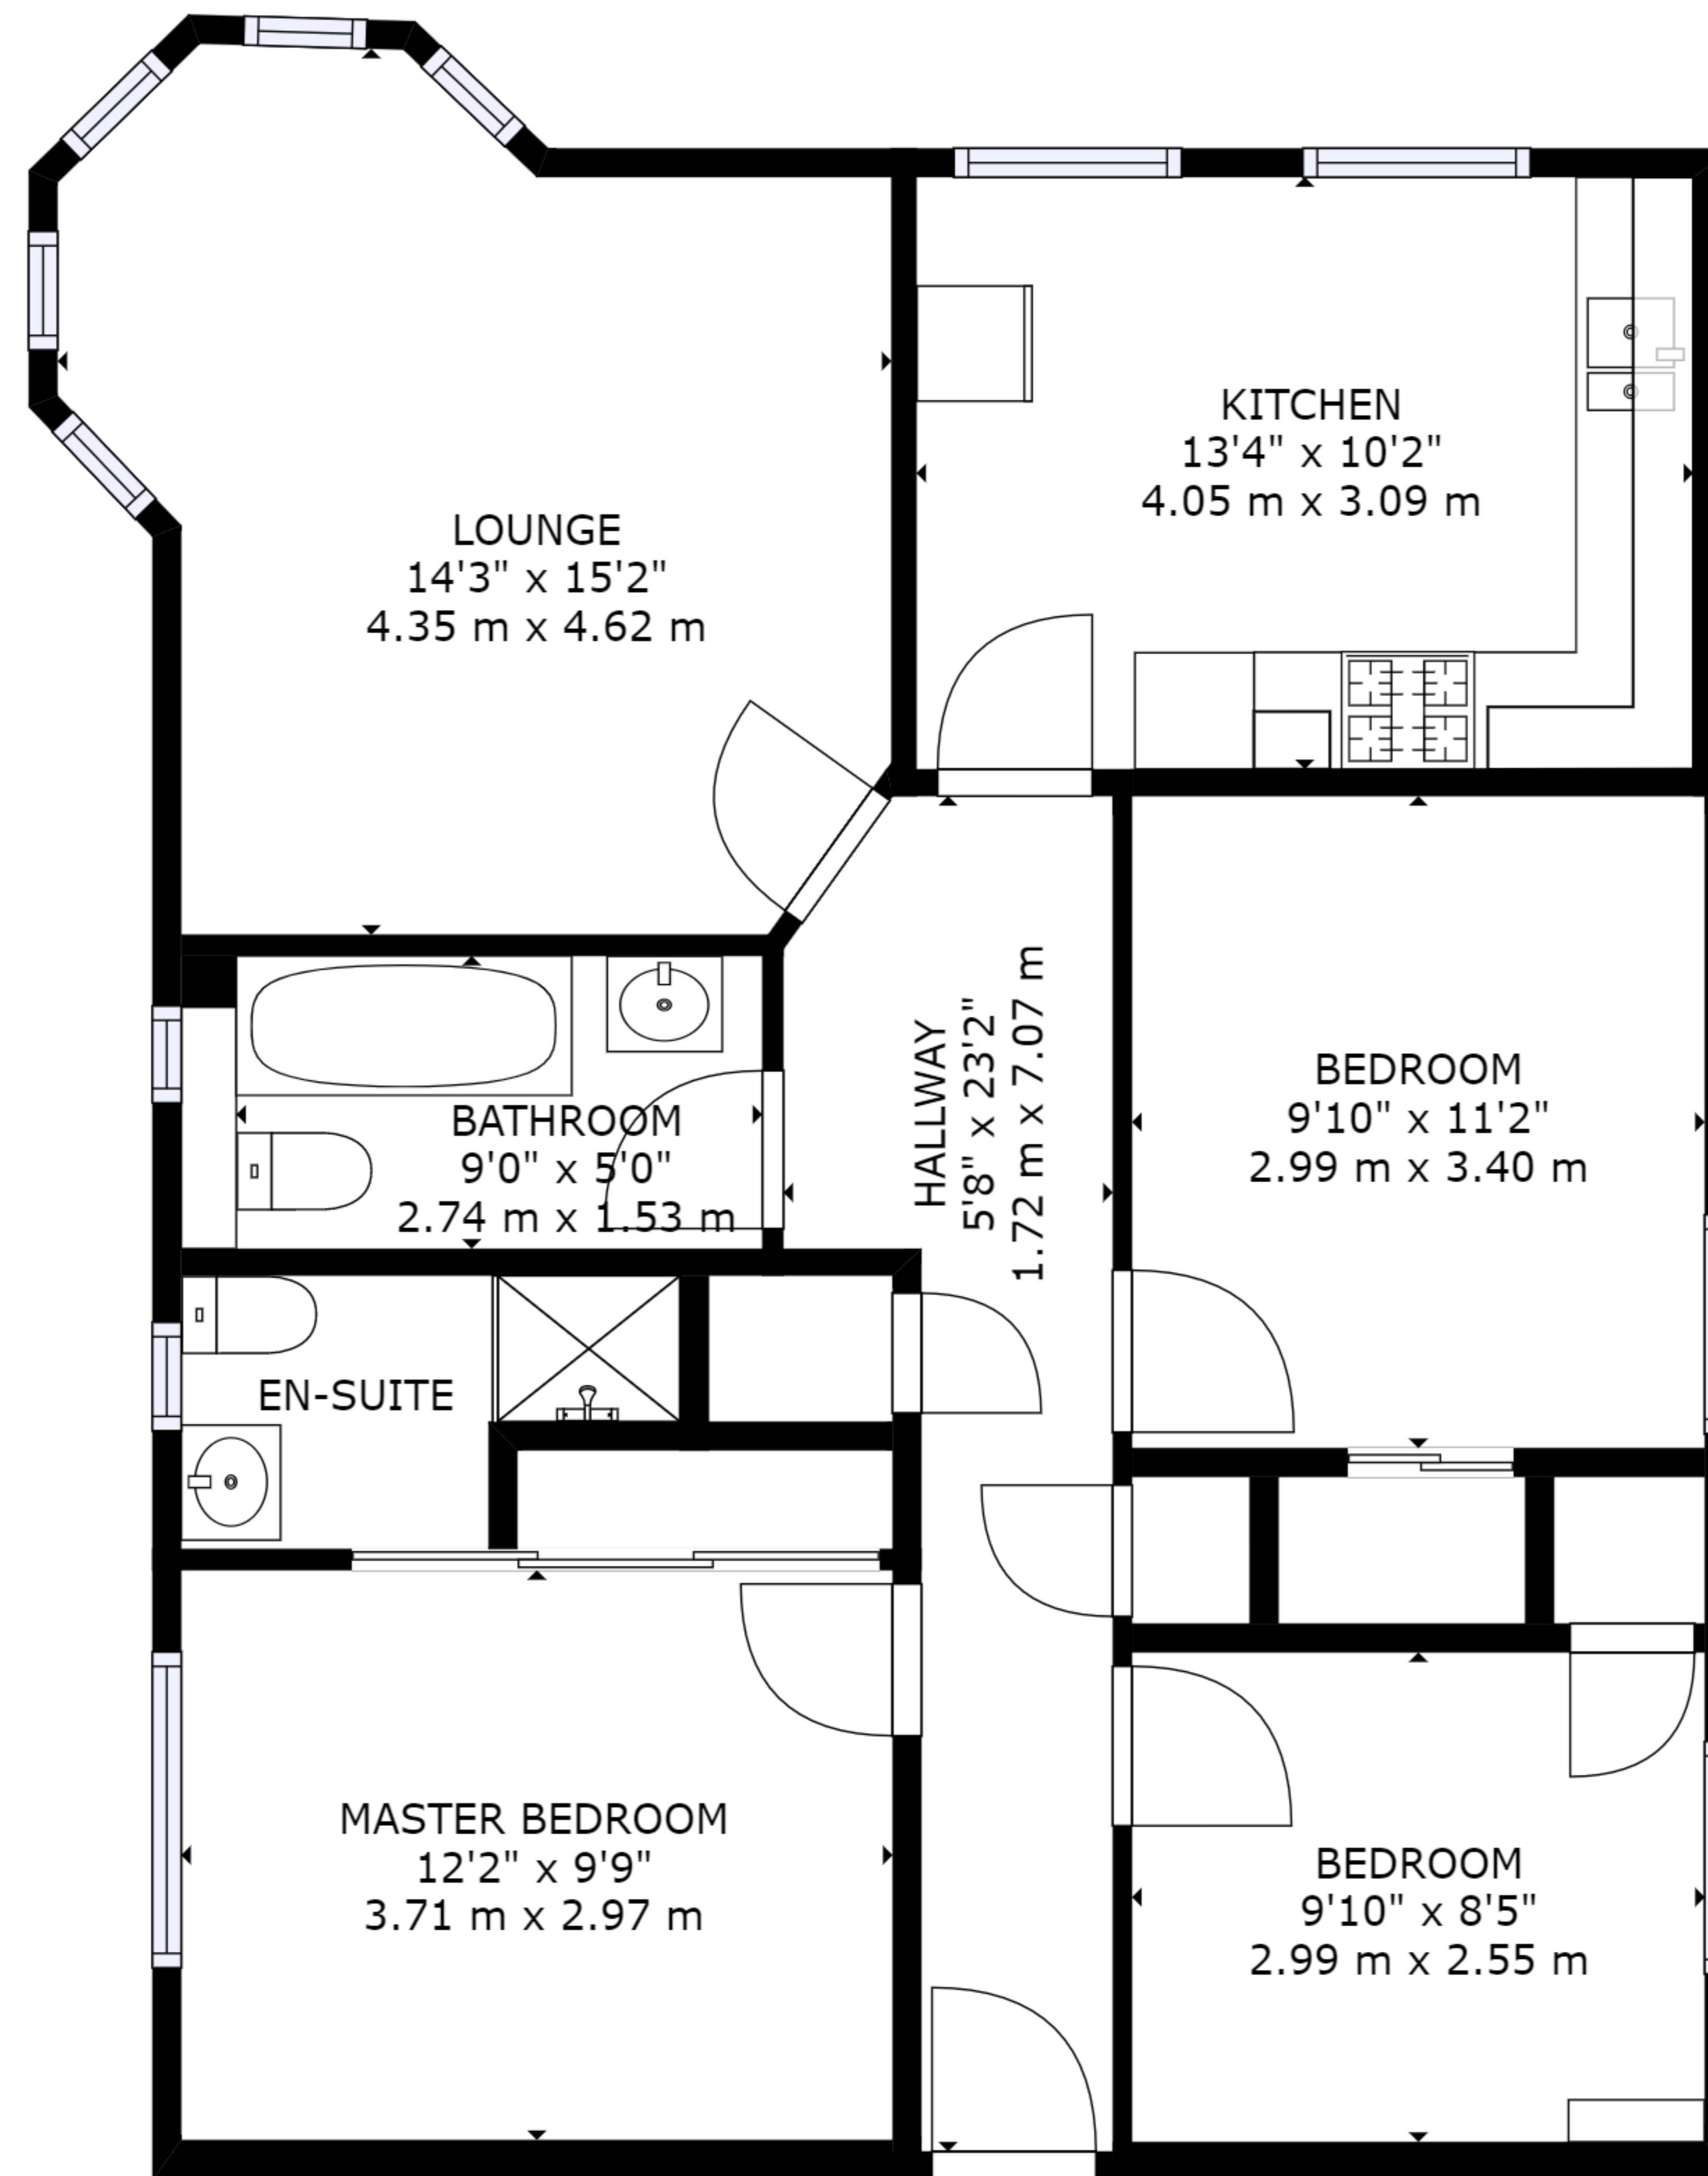 KITCHEN
13'4" x 10'2"
4.05 m x 3.09 m
LOUNGE
14'3" x 15'2"
4.35 m x 4.62 m
HALLWAY
5'8" x 23'2"
1.72 m x 7.07 m
BEDROOM
9'10" x 11'2"
2.99 m x 3.40 m
BATHROOM
9'0" x 5'0"
2.74 m x 1.53 m
EN-SUITE
MASTER BEDROOM
12'2" x 9'9"
3.71 m x 2.97 m
BEDROOM
9'10" x 8'5"
2.99 m x 2.55 m